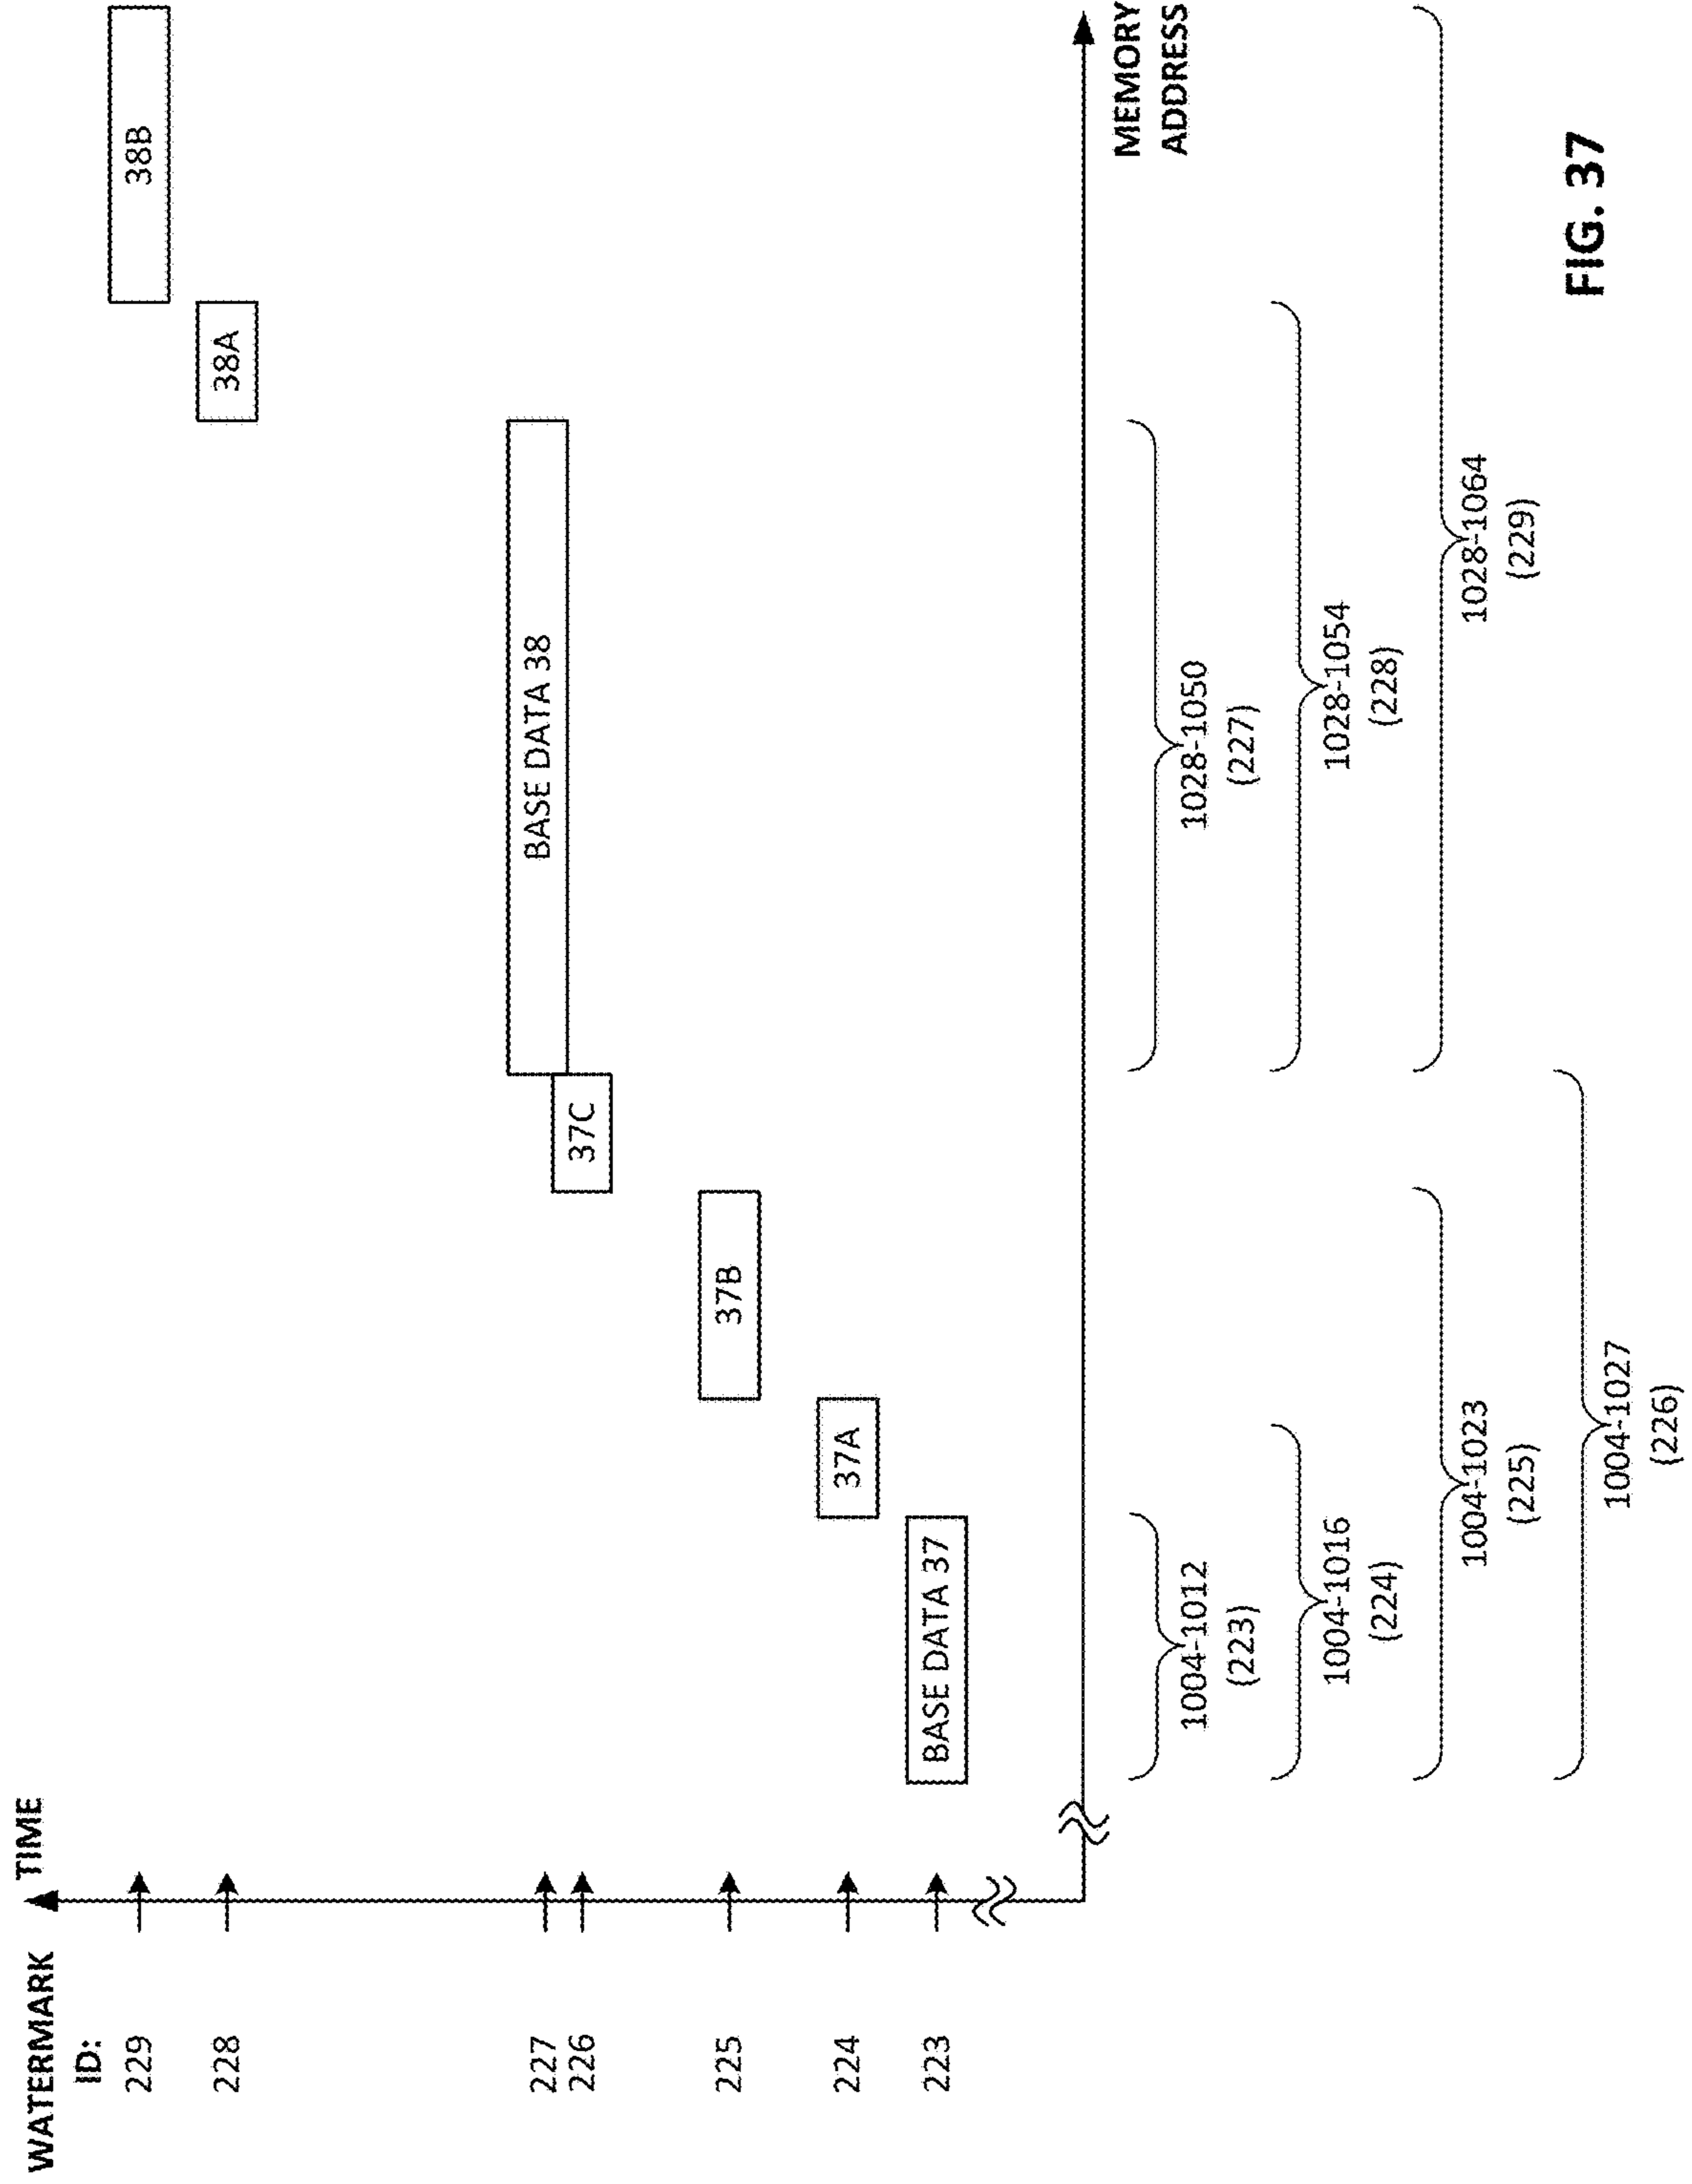 WATERMARK
ID:
TIME
229
228
227
226
225
224
223
38B
38A
BASE DATA 38
37C
37B
37A
BASE DATA 37
MEMORY
ADDRESS
1004-1012
(223)
1028-1050
(227)
1004-1016
(224)
1028-1054
(228)
1004-1023
(225)
1028-1064
(229)
1004-1027
(226)
FIG. 37